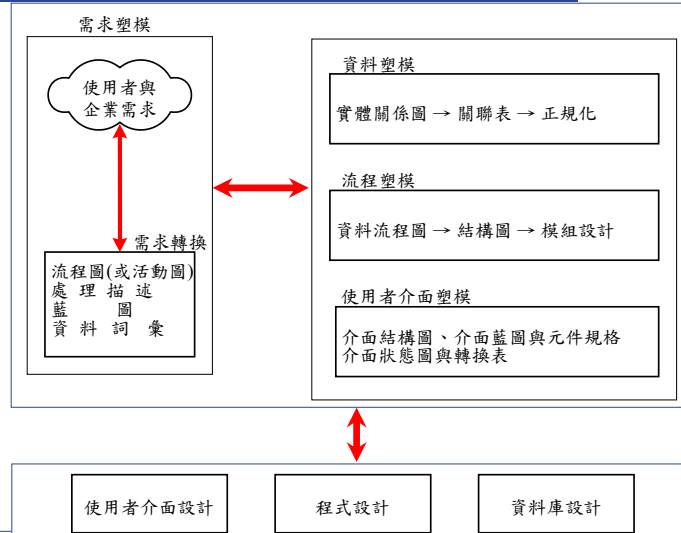 需求塑模
使用者與
企業需求
需求轉換
流程圖(或活動圖)
處理描述
藍圖
資料詞彙
資料塑模
實體關係圖 → 關聯表 → 正規化
流程塑模
資料流程圖 → 結構圖 → 模組設計
使用者介面塑模
介面結構圖、介面藍圖與元件規格
介面狀態圖與轉換表
使用者介面設計
程式設計
資料庫設計